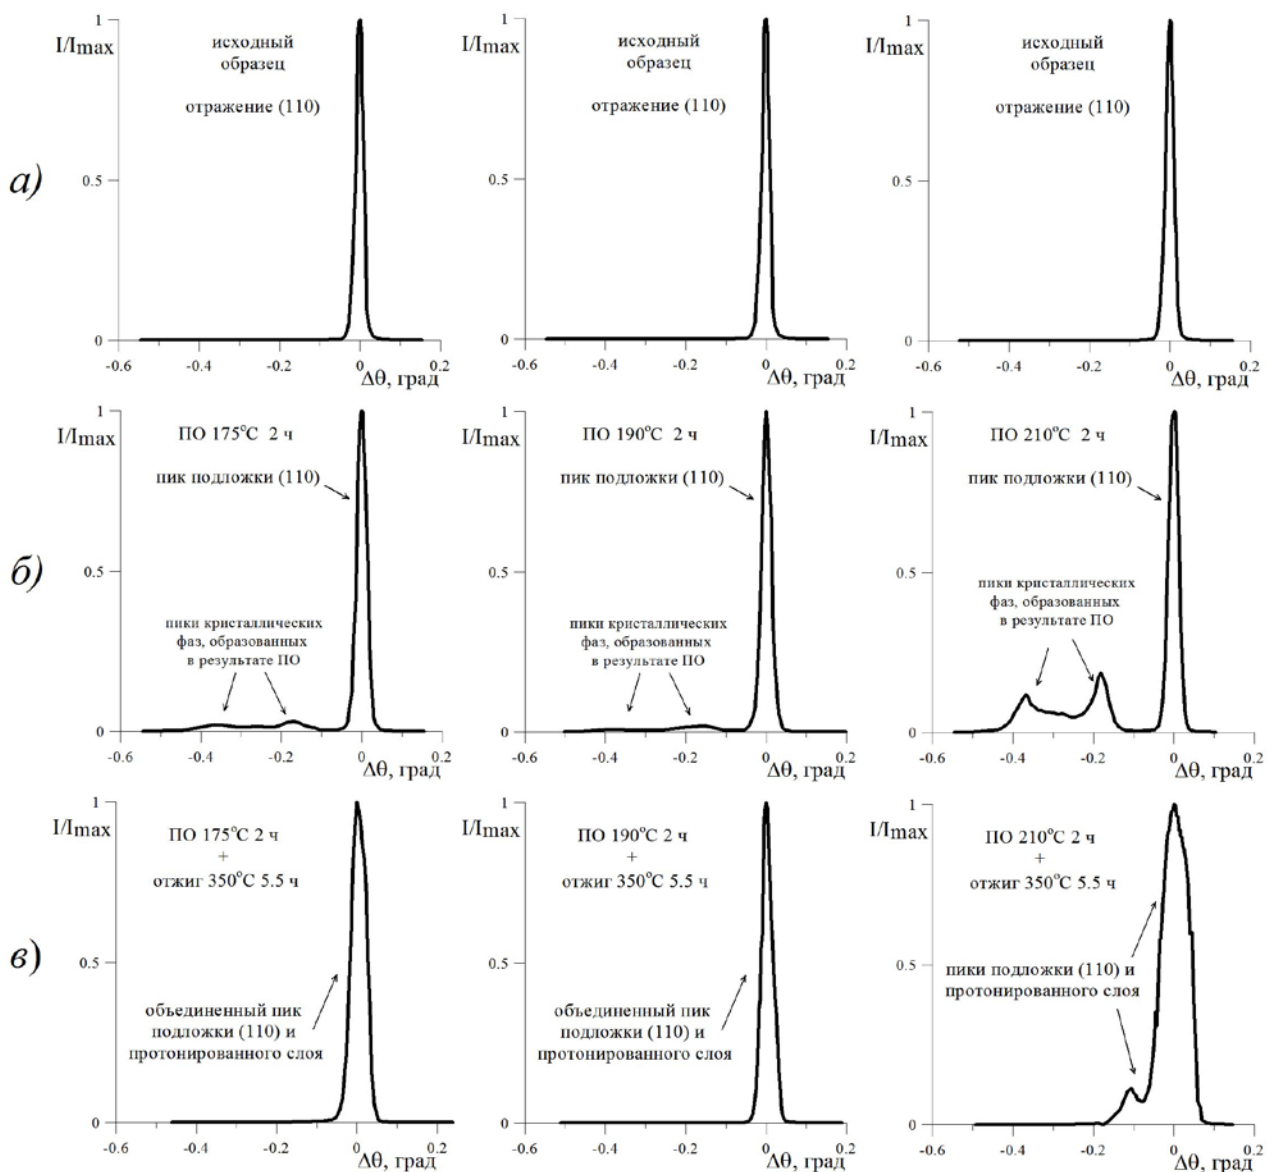 а)
1
I/Imax
исходный
образец
отражение (110)
0.5
0
-0.6
-0.4
-0.2
0
0.2
Δθ, град
1
I/Imax
исходный
образец
отражение (110)
0.5
0
-0.6
-0.4
-0.2
0
0.2
Δθ, град
1
I/Imax
исходный
образец
отражение (110)
0.5
0
-0.6
-0.4
-0.2
0
0.2
Δθ, град
б)
1
I/Imax
ПО 175°C 2 ч
пик подложки (110)
0.5
пики кристаллических
фаз, образованных
в результате ПО
0
-0.6
-0.4
-0.2
0
0.2
Δθ, град
1
I/Imax
ПО 190°C 2 ч
пик подложки (110)
0.5
пики кристаллических
фаз, образованных
в результате ПО
0
-0.6
-0.4
-0.2
0
0.2
Δθ, град
1
I/Imax
ПО 210°C 2 ч
пик подложки (110)
0.5
пики кристаллических
фаз, образованных
в результате ПО
0
-0.6
-0.4
-0.2
0
0.2
Δθ, град
в)
1
I/Imax
ПО 175°C 2 ч
+
отжиг 350°C 5.5 ч
0.5
объединенный пик
подложки (110) и
протонированного слоя
0
-0.6
-0.4
-0.2
0
0.2
Δθ, град
1
I/Imax
ПО 190°C 2 ч
+
отжиг 350°C 5.5 ч
0.5
объединенный пик
подложки (110) и
протонированного слоя
0
-0.6
-0.4
-0.2
0
0.2
Δθ, град
1
I/Imax
ПО 210°C 2 ч
+
отжиг 350°C 5.5 ч
0.5
пики подложки (110) и
протонированного слоя
0
-0.6
-0.4
-0.2
0
0.2
Δθ, град